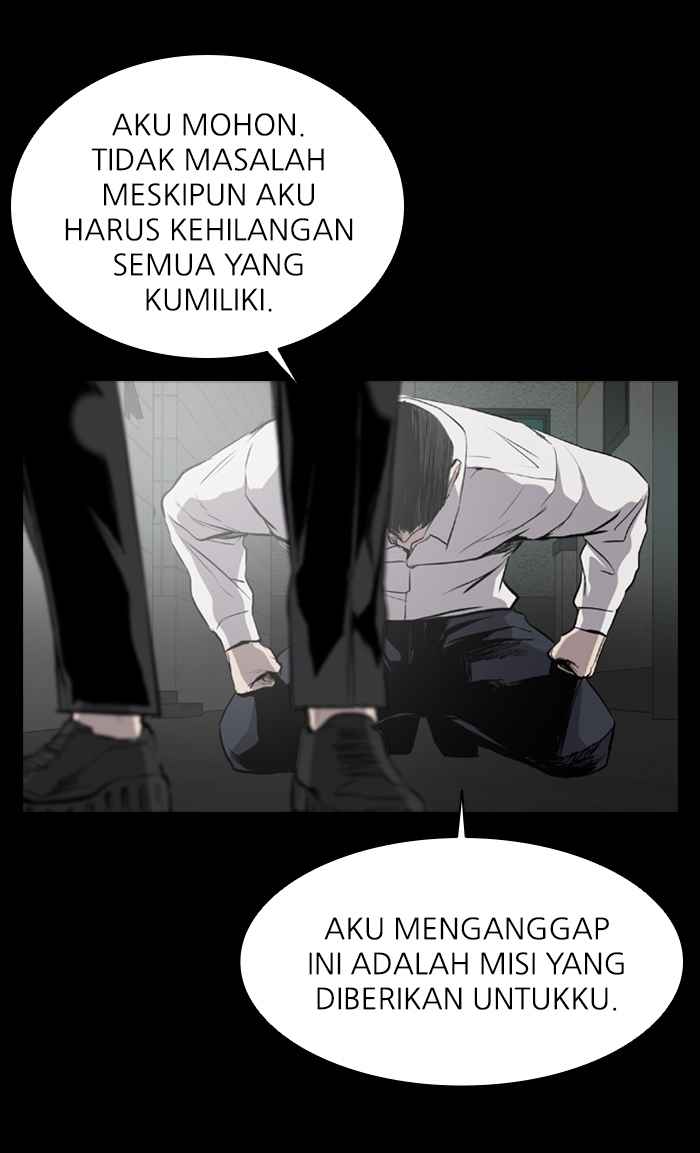 AKU MOHON.
TIDAK MASALAH
MESKIPUN AKU
HARUS KEHILANGAN
SEMUA YANG
KUMILIKI.
AKU MENGANGGAP
INI ADALAH MISI YANG
DIBERIKAN UNTUKKU.